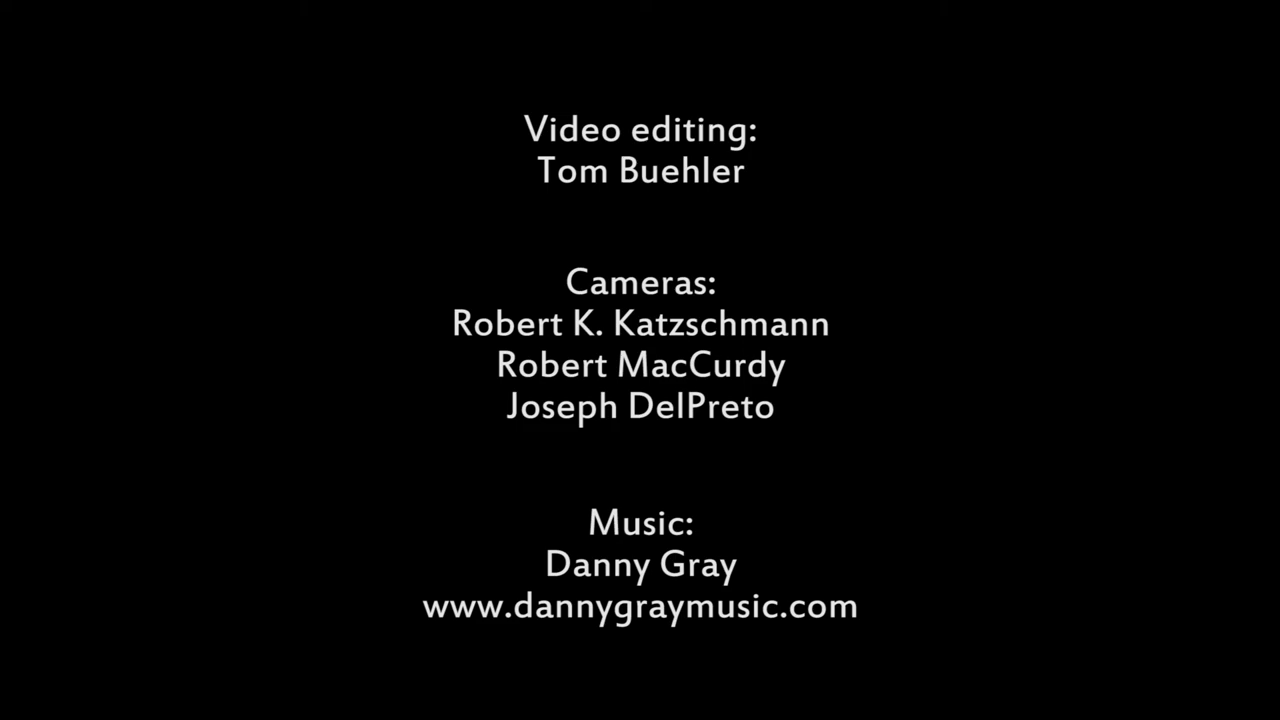 Video editing:
Tom Buehler
Cameras:
Robert K. Katzschmann
Robert MacCurdy
Joseph DelPreto
Music:
Danny Gray
www.dannygraymusic.com